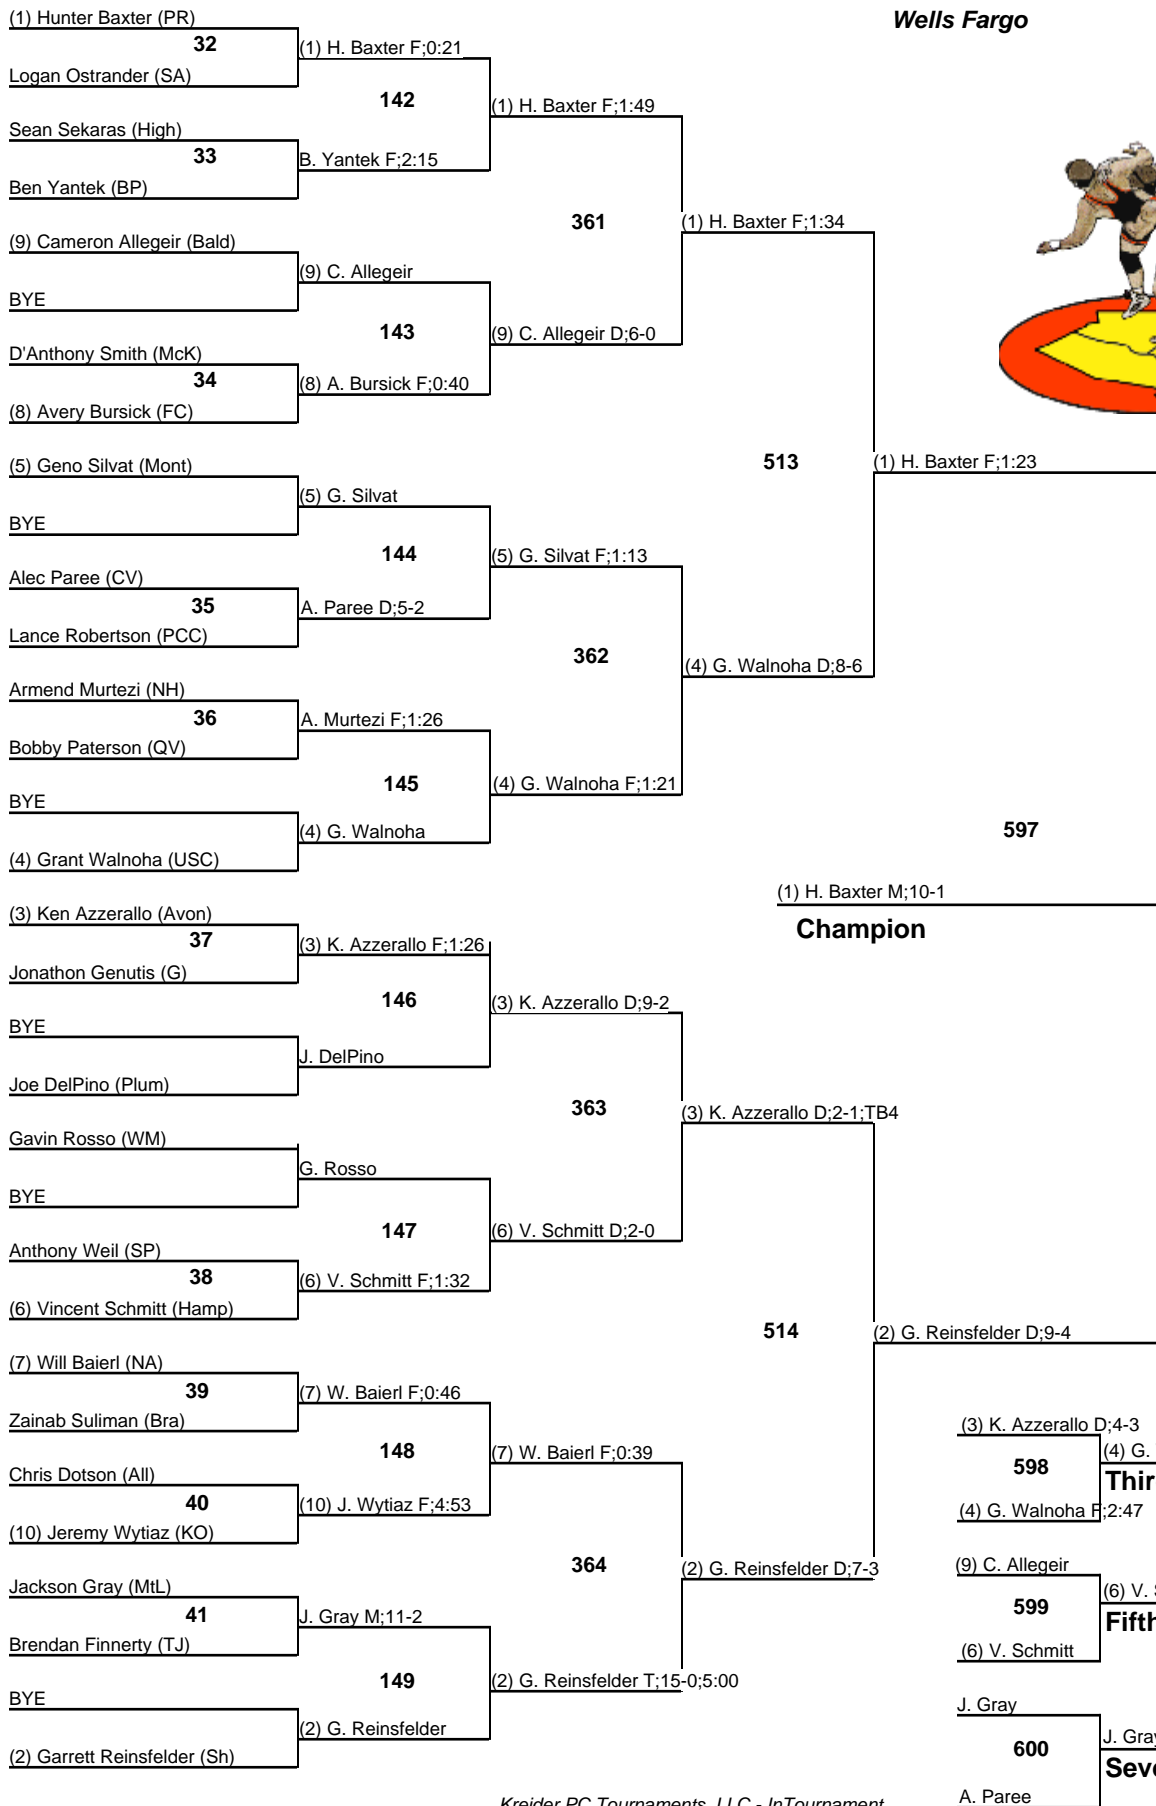 Wells Fargo
(1) Hunter Baxter (PR)
32
Logan Ostrander (SA)
(1) H. Baxter F;0:21
142
Sean Sekaras (High)
33
Ben Yantek (BP)
B. Yantek F;2:15
(1) H. Baxter F;1:49
361
(9) Cameron Allegeir (Bald)
BYE
(9) C. Allegeir
143
D'Anthony Smith (McK)
34
(8) Avery Bursick (FC)
(8) A. Bursick F;0:40
(9) C. Allegeir D;6-0
(1) H. Baxter F;1:34
513
(5) Geno Silvat (Mont)
BYE
(5) G. Silvat
144
Alec Paree (CV)
35
Lance Robertson (PCC)
A. Paree D;5-2
(5) G. Silvat F;1:13
362
Armend Murtezi (NH)
36
Bobby Paterson (QV)
A. Murtezi F;1:26
145
BYE
(4) Grant Walnoha (USC)
(4) G. Walnoha
(4) G. Walnoha F;1:21
(4) G. Walnoha D;8-6
(1) H. Baxter F;1:23
597
(1) H. Baxter M;10-1
Champion
(3) Ken Azzerallo (Avon)
37
Jonathon Genutis (G)
(3) K. Azzerallo F;1:26
146
BYE
Joe DelPino (Plum)
J. DelPino
(3) K. Azzerallo D;9-2
363
Gavin Rosso (WM)
BYE
G. Rosso
147
Anthony Weil (SP)
38
(6) Vincent Schmitt (Hamp)
(6) V. Schmitt F;1:32
(6) V. Schmitt D;2-0
(3) K. Azzerallo D;2-1;TB4
514
(7) Will Baierl (NA)
39
Zainab Suliman (Bra)
(7) W. Baierl F;0:46
148
Chris Dotson (All)
40
(10) Jeremy Wytiaz (KO)
(10) J. Wytiaz F;4:53
(7) W. Baierl F;0:39
364
Jackson Gray (MtL)
41
Brendan Finnerty (TJ)
J. Gray M;11-2
149
BYE
(2) Garrett Reinsfelder (Sh)
(2) G. Reinsfelder
(2) G. Reinsfelder T;15-0;5:00
(2) G. Reinsfelder D;7-3
(2) G. Reinsfelder D;9-4
(3) K. Azzerallo D;4-3
598
(4) G. Walnoha F;2:47
(4) G.
Thir
(9) C. Allegeir
599
(6) V. Schmitt
(6) V.
Fifth
J. Gray
600
A. Paree
J. Gray
Seve
Kreider PC Tournaments, LLC - InTournament